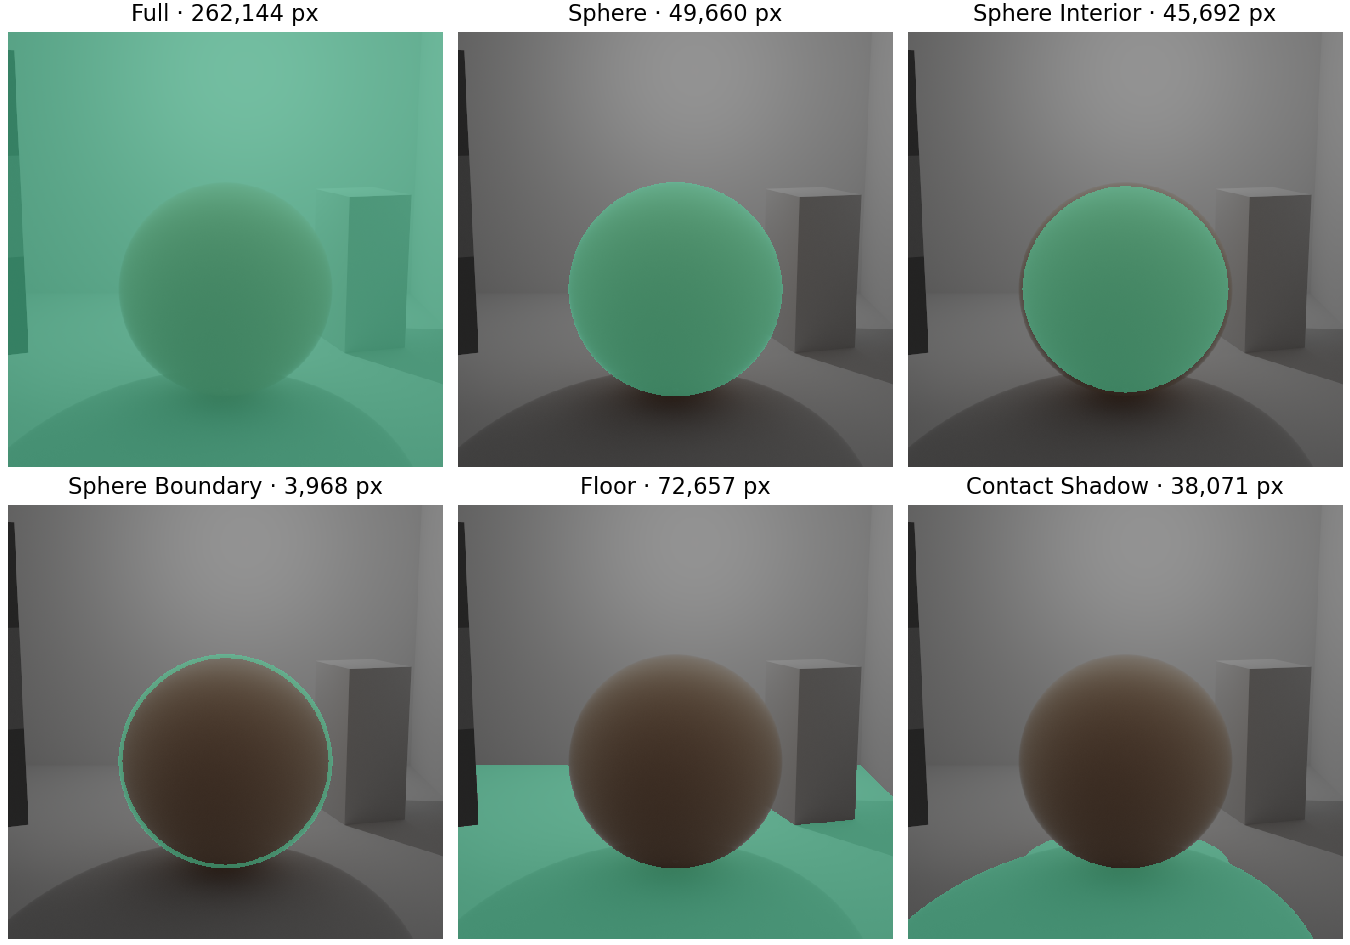 Full · 262,144 px
Sphere · 49,660 px
Sphere Interior · 45,692 px
Sphere Boundary · 3,968 px
Floor · 72,657 px
Contact Shadow · 38,071 px